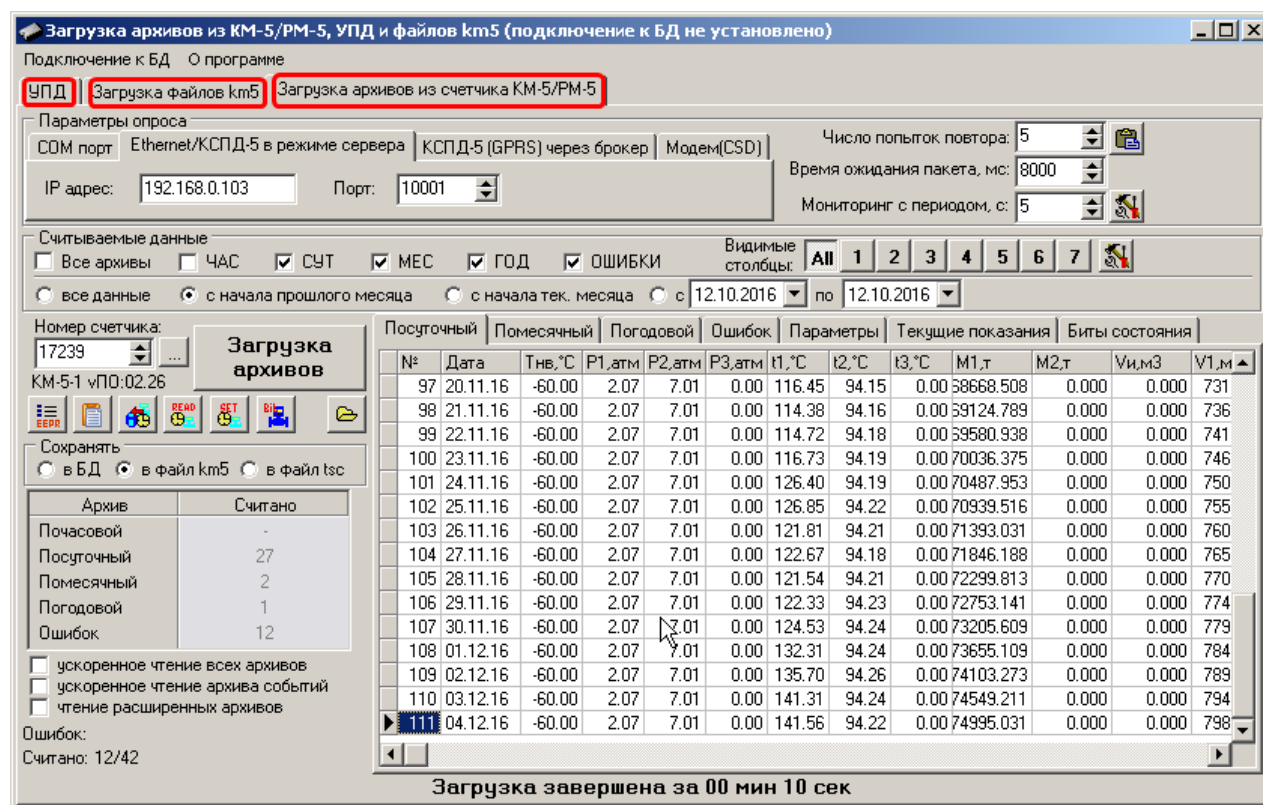 Загрузка архивов из КМ-5/РМ-5, УПД и файлов km5 (подключение к БД не установлено)
Подключение к БД О программе
УПД Загрузка файлов km5 Загрузка архивов из счетчика КМ-5/РМ-5
Параметры опроса
COM порт Ethernet/КСПД-5 в режиме сервера КСПД-5 (GPRS) через брокер Модем(CSD)
IP адрес: 192.168.0.103 Порт: 10001
Число попыток повтора: 5
Время ожидания пакета, мс: 8000
Мониторинг с периодом, с: 5
Считываемые данные
Все архивы ЧАС СУТ МЕС ГОД ОШИБКИ
Видимые столбцы: All 1 2 3 4 5 6 7
все данные с начала прошлого месяца с начала тек. месяца с 12.10.2016 по 12.10.2016
Номер счетчика:
17239 ...
КМ-5-1 vПО:02.26
Загрузка
архивов
EEPR READ SET Bit
Сохранять
в БД в файл km5 в файл tsc
Архив Считано
Почасовой -
Посуточный 27
Помесячный 2
Погодовой 1
Ошибок 12
ускоренное чтение всех архивов
ускоренное чтение архива событий
чтение расширенных архивов
Ошибок:
Считано: 12/42
Посуточный Помесячный Погодовой Ошибок Параметры Текущие показания Биты состояния
№ Дата Tнв,°C P1,атм P2,атм P3,атм t1,°C t2,°C t3,°C M1,т M2,т Vи,м3 V1,м
97 20.11.16 -60.00 2.07 7.01 0.00 116.45 94.15 0.00 68668.508 0.000 0.000 731
98 21.11.16 -60.00 2.07 7.01 0.00 114.38 94.16 0.00 69124.789 0.000 0.000 736
99 22.11.16 -60.00 2.07 7.01 0.00 114.72 94.18 0.00 69580.938 0.000 0.000 741
100 23.11.16 -60.00 2.07 7.01 0.00 116.73 94.19 0.00 70036.375 0.000 0.000 746
101 24.11.16 -60.00 2.07 7.01 0.00 126.40 94.19 0.00 70487.953 0.000 0.000 750
102 25.11.16 -60.00 2.07 7.01 0.00 126.85 94.22 0.00 70939.516 0.000 0.000 755
103 26.11.16 -60.00 2.07 7.01 0.00 121.81 94.21 0.00 71393.031 0.000 0.000 760
104 27.11.16 -60.00 2.07 7.01 0.00 122.67 94.18 0.00 71846.188 0.000 0.000 765
105 28.11.16 -60.00 2.07 7.01 0.00 121.54 94.21 0.00 72299.813 0.000 0.000 770
106 29.11.16 -60.00 2.07 7.01 0.00 122.33 94.23 0.00 72753.141 0.000 0.000 774
107 30.11.16 -60.00 2.07 7.01 0.00 124.53 94.24 0.00 73205.609 0.000 0.000 779
108 01.12.16 -60.00 2.07 7.01 0.00 132.31 94.24 0.00 73655.109 0.000 0.000 784
109 02.12.16 -60.00 2.07 7.01 0.00 135.70 94.26 0.00 74103.273 0.000 0.000 789
110 03.12.16 -60.00 2.07 7.01 0.00 141.31 94.24 0.00 74549.211 0.000 0.000 794
111 04.12.16 -60.00 2.07 7.01 0.00 141.56 94.22 0.00 74995.031 0.000 0.000 798
Загрузка завершена за 00 мин 10 сек